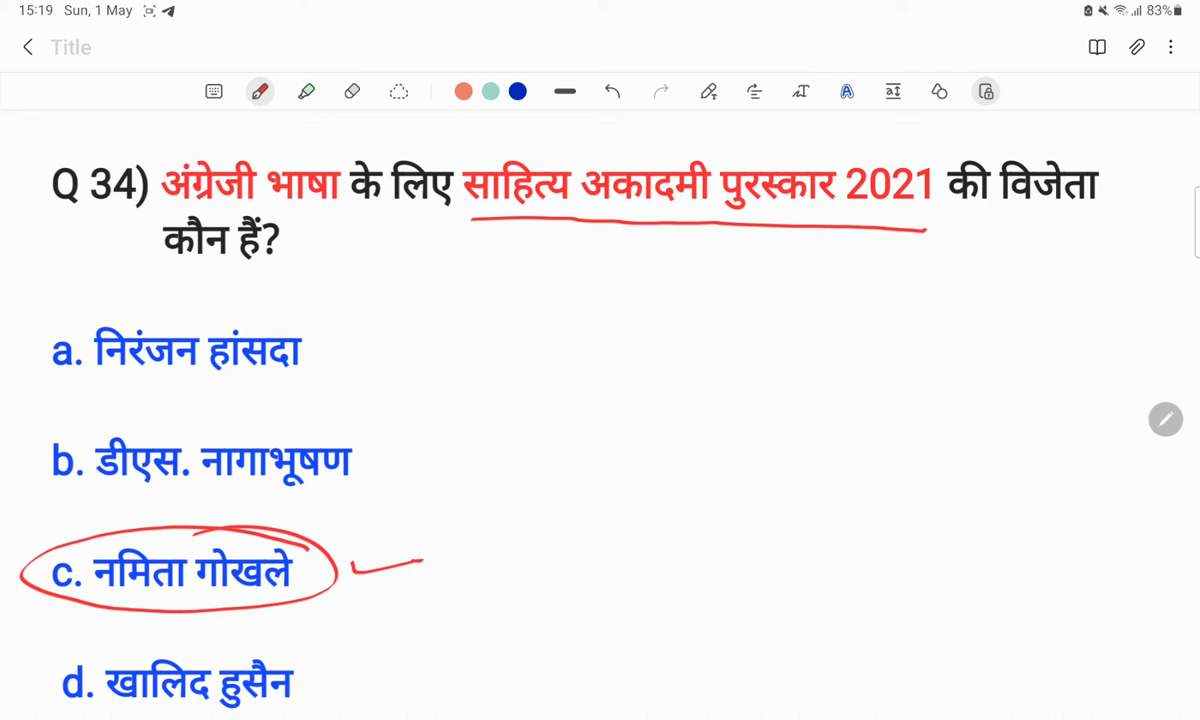 15:19 Sun, 1 May 83%
Title
Q 34) अंग्रेजी भाषा के लिए साहित्य अकादमी पुरस्कार 2021 की विजेता
कौन हैं?
a. निरंजन हांसदा
b. डीएस. नागाभूषण
c. नमिता गोखले
d. खालिद हुसैन